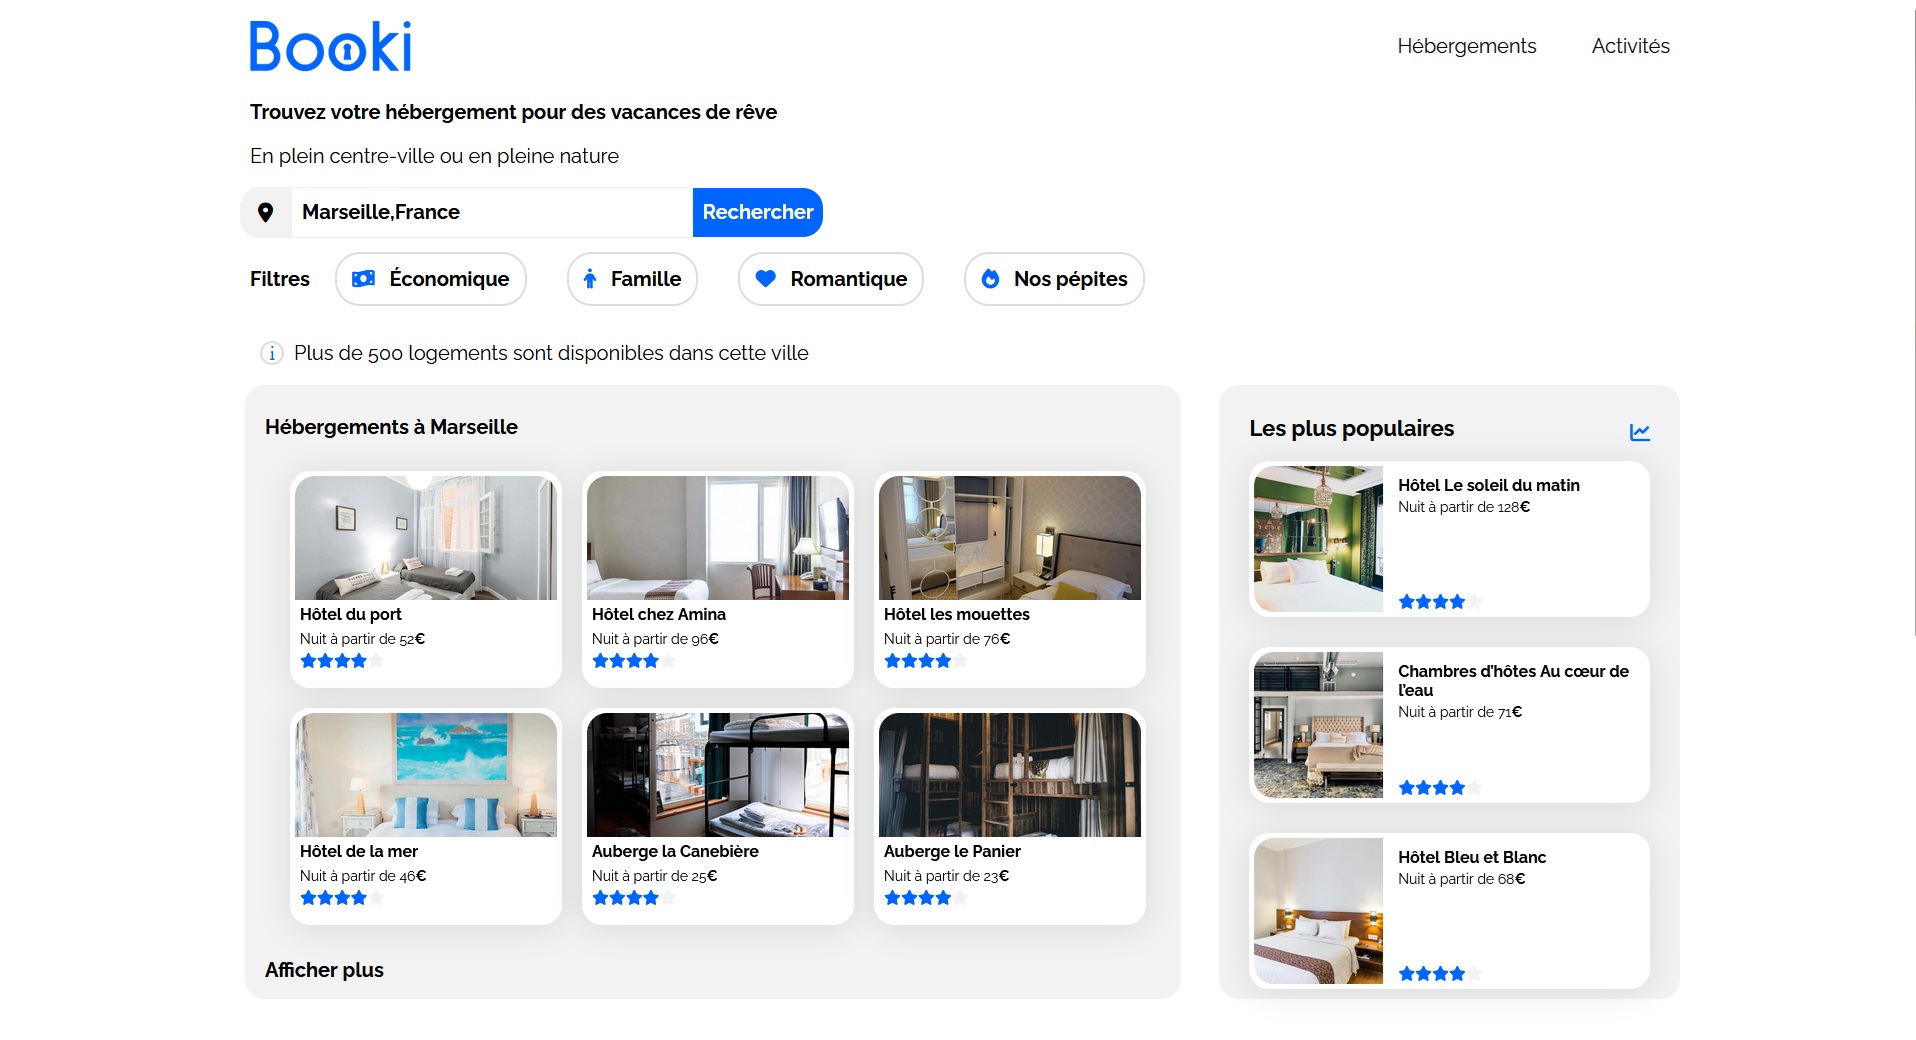 Booki
Hébergements
Activités
Trouvez votre hébergement pour des vacances de rêve
En plein centre-ville ou en pleine nature
Marseille,France
Rechercher
Filtres
Économique
Famille
Romantique
Nos pépites
Plus de 500 logements sont disponibles dans cette ville
Hébergements à Marseille
Hôtel du port
Nuit à partir de 52€
Hôtel chez Amina
Nuit à partir de 96€
Hôtel les mouettes
Nuit à partir de 76€
Hôtel de la mer
Nuit à partir de 46€
Auberge la Canebière
Nuit à partir de 25€
Auberge le Panier
Nuit à partir de 23€
Afficher plus
Les plus populaires
Hôtel Le soleil du matin
Nuit à partir de 128€
Chambres d'hôtes Au cœur de
l'eau
Nuit à partir de 71€
Hôtel Bleu et Blanc
Nuit à partir de 68€